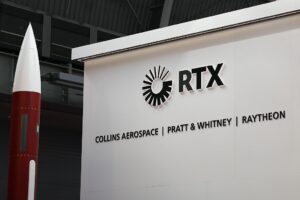 RTX
COLLINS AEROSPACE | PRATT & WHITNEY | RAYTHEON